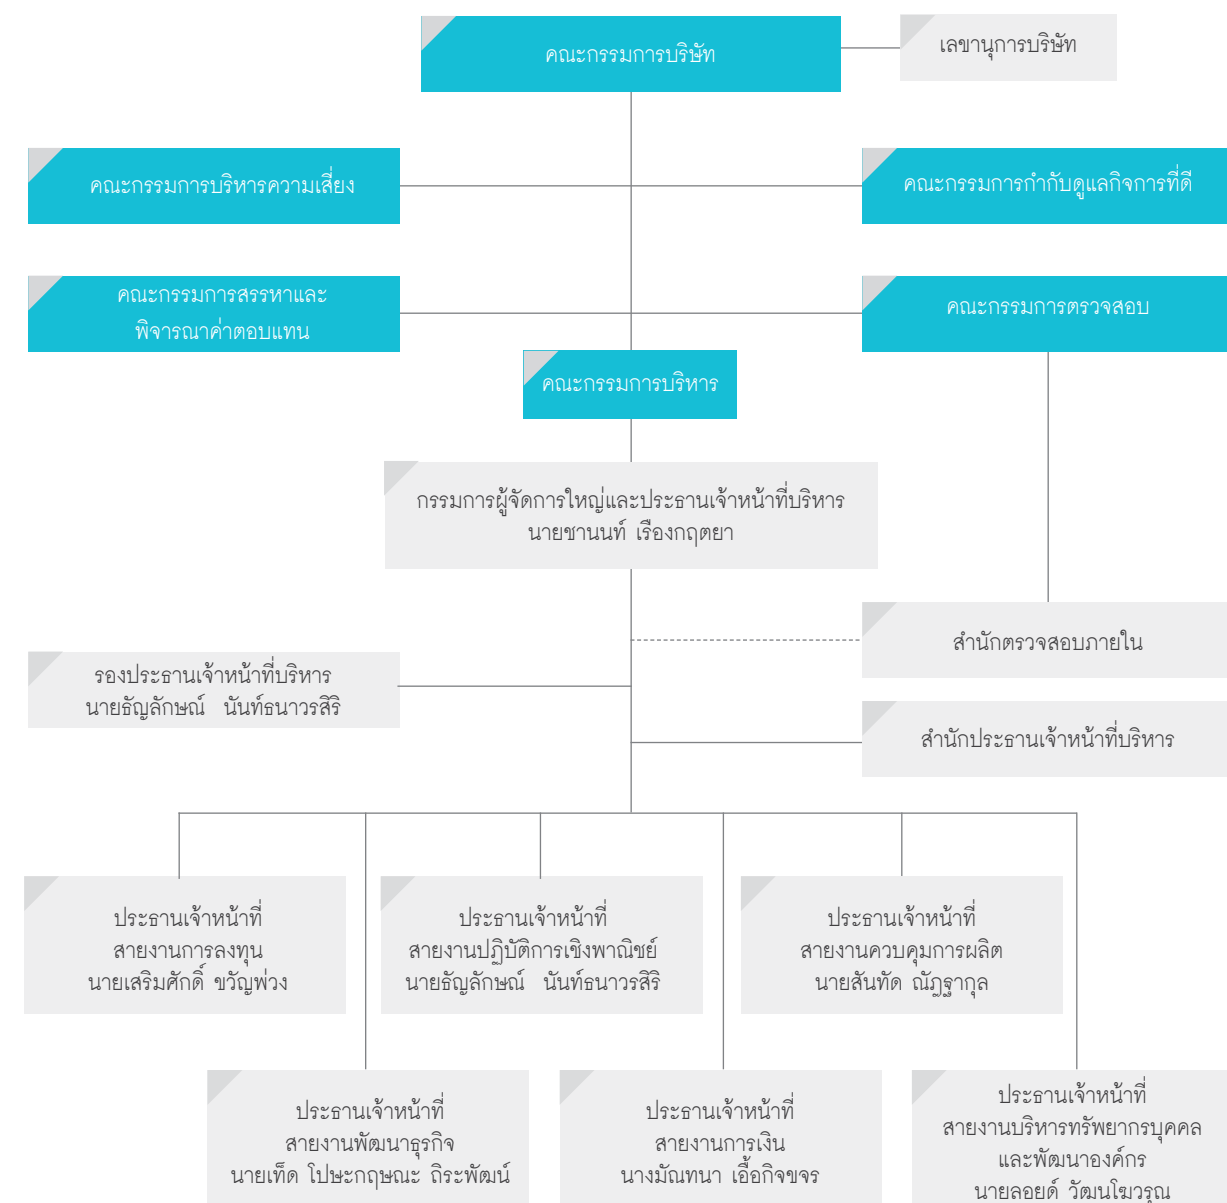 คณะกรรมการบริษัท
เลขานุการบริษัท
คณะกรรมการบริหารความเสี่ยง
คณะกรรมการกำกับดูแลกิจการที่ดี
คณะกรรมการสรรหาและ
พิจารณาค่าตอบแทน
คณะกรรมการตรวจสอบ
คณะกรรมการบริหาร
กรรมการผู้จัดการใหญ่และประธานเจ้าหน้าที่บริหาร
นายชานนท์ เรืองกฤตยา
สำนักตรวจสอบภายใน
รองประธานเจ้าหน้าที่บริหาร
นายธัญลักษณ์ นันท์ธนาวรสิริ
สำนักประธานเจ้าหน้าที่บริหาร
ประธานเจ้าหน้าที่
สายงานการลงทุน
นายเสริมศักดิ์ ขวัญพ่วง
ประธานเจ้าหน้าที่
สายงานปฏิบัติการเชิงพาณิชย์
นายธัญลักษณ์ นันท์ธนาวรสิริ
ประธานเจ้าหน้าที่
สายงานควบคุมการผลิต
นายสันทัด ณัฎฐากุล
ประธานเจ้าหน้าที่
สายงานพัฒนาธุรกิจ
นายเท็ด โปษะกฤษณะ ถิระพัฒน์
ประธานเจ้าหน้าที่
สายงานการเงิน
นางมัณทนา เอื้อกิจขจร
ประธานเจ้าหน้าที่
สายงานบริหารทรัพยากรบุคคล
และพัฒนาองค์กร
นายลอยด์ วัฒนโฆวรุณ